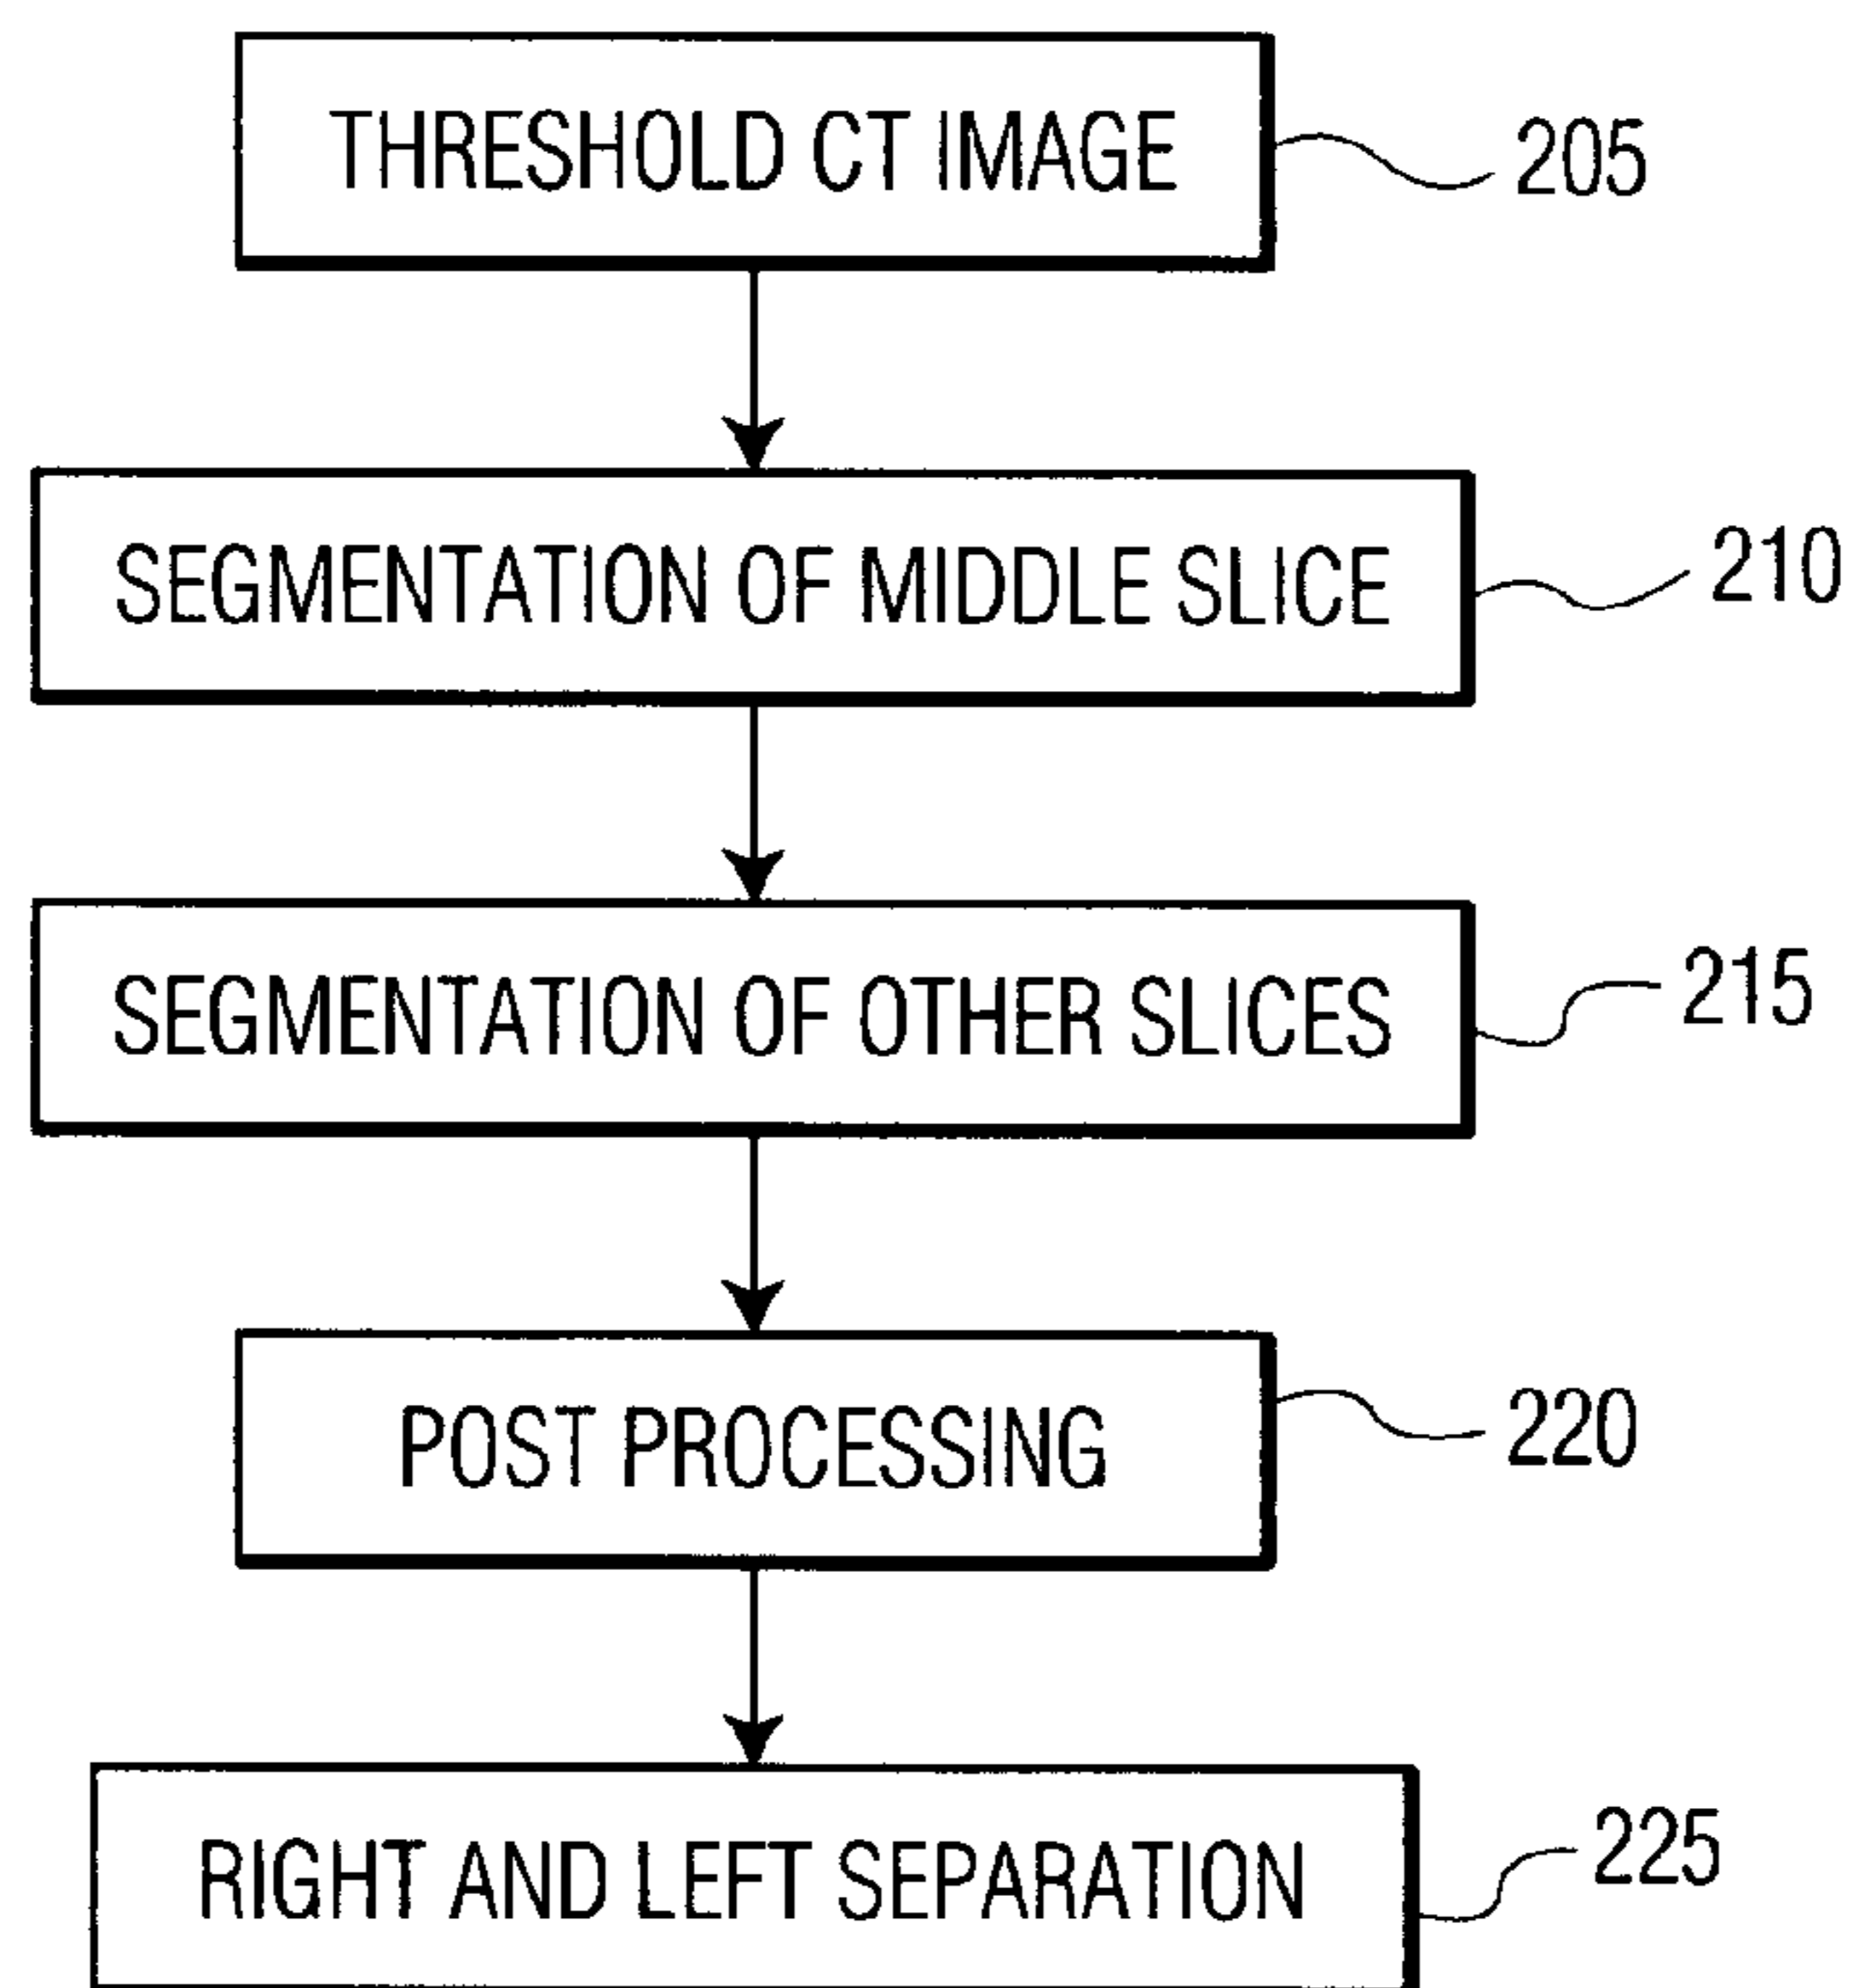 THRESHOLD CT IMAGE
205
SEGMENTATION OF MIDDLE SLICE
210
SEGMENTATION OF OTHER SLICES
215
POST PROCESSING
220
RIGHT AND LEFT SEPARATION
225